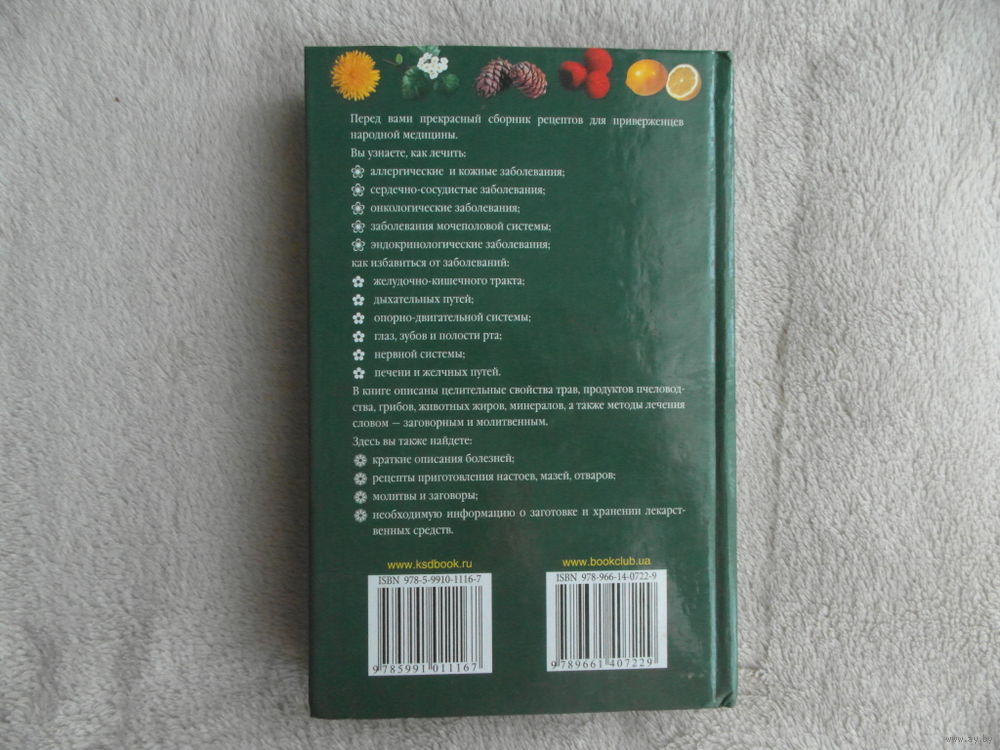 Перед вами прекрасный сборник рецептов для приверженцев
народной медицины.
Вы узнаете, как лечить:
аллергические и кожные заболевания;
сердечно-сосудистые заболевания;
онкологические заболевания;
заболевания мочеполовой системы;
эндокринологические заболевания;
как избавиться от заболеваний:
желудочно-кишечного тракта;
дыхательных путей;
опорно-двигательной системы;
глаз, зубов и полости рта;
нервной системы;
печени и желчных путей.
В книге описаны целительные свойства трав, продуктов пчеловод-
ства, грибов, животных жиров, минералов, а также методы лечения
словом — заговорным и молитвенным.
Здесь вы также найдете:
краткие описания болезней;
рецепты приготовления настоев, мазей, отваров;
молитвы и заговоры;
необходимую информацию о заготовке и хранении лекарст-
венных средств.
www.ksdbook.ru
ISBN 978-5-9910-1116-7
9 785991 011167
www.bookclub.ua
ISBN 978-966-14-0722-9
9 789661 407229
www.ay.by